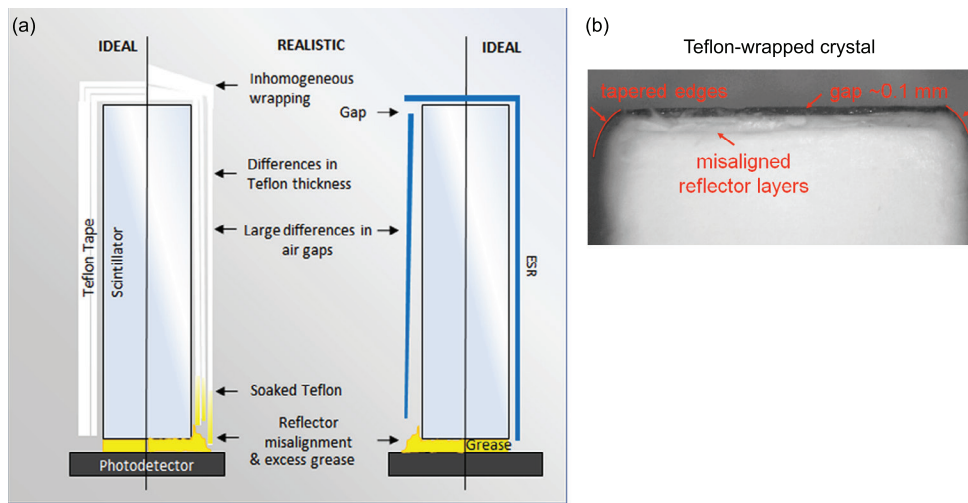 (a)
IDEAL
REALISTIC
IDEAL
Inhomogeneous
wrapping
Gap
Differences in
Teflon thickness
Large differences in
air gaps
Teflon Tape
Scintillator
ESR
Soaked Teflon
Reflector
misalignment
& excess grease
Grease
Photodetector
(b)
Teflon-wrapped crystal
tapered edges
gap ~0.1 mm
misaligned
reflector layers